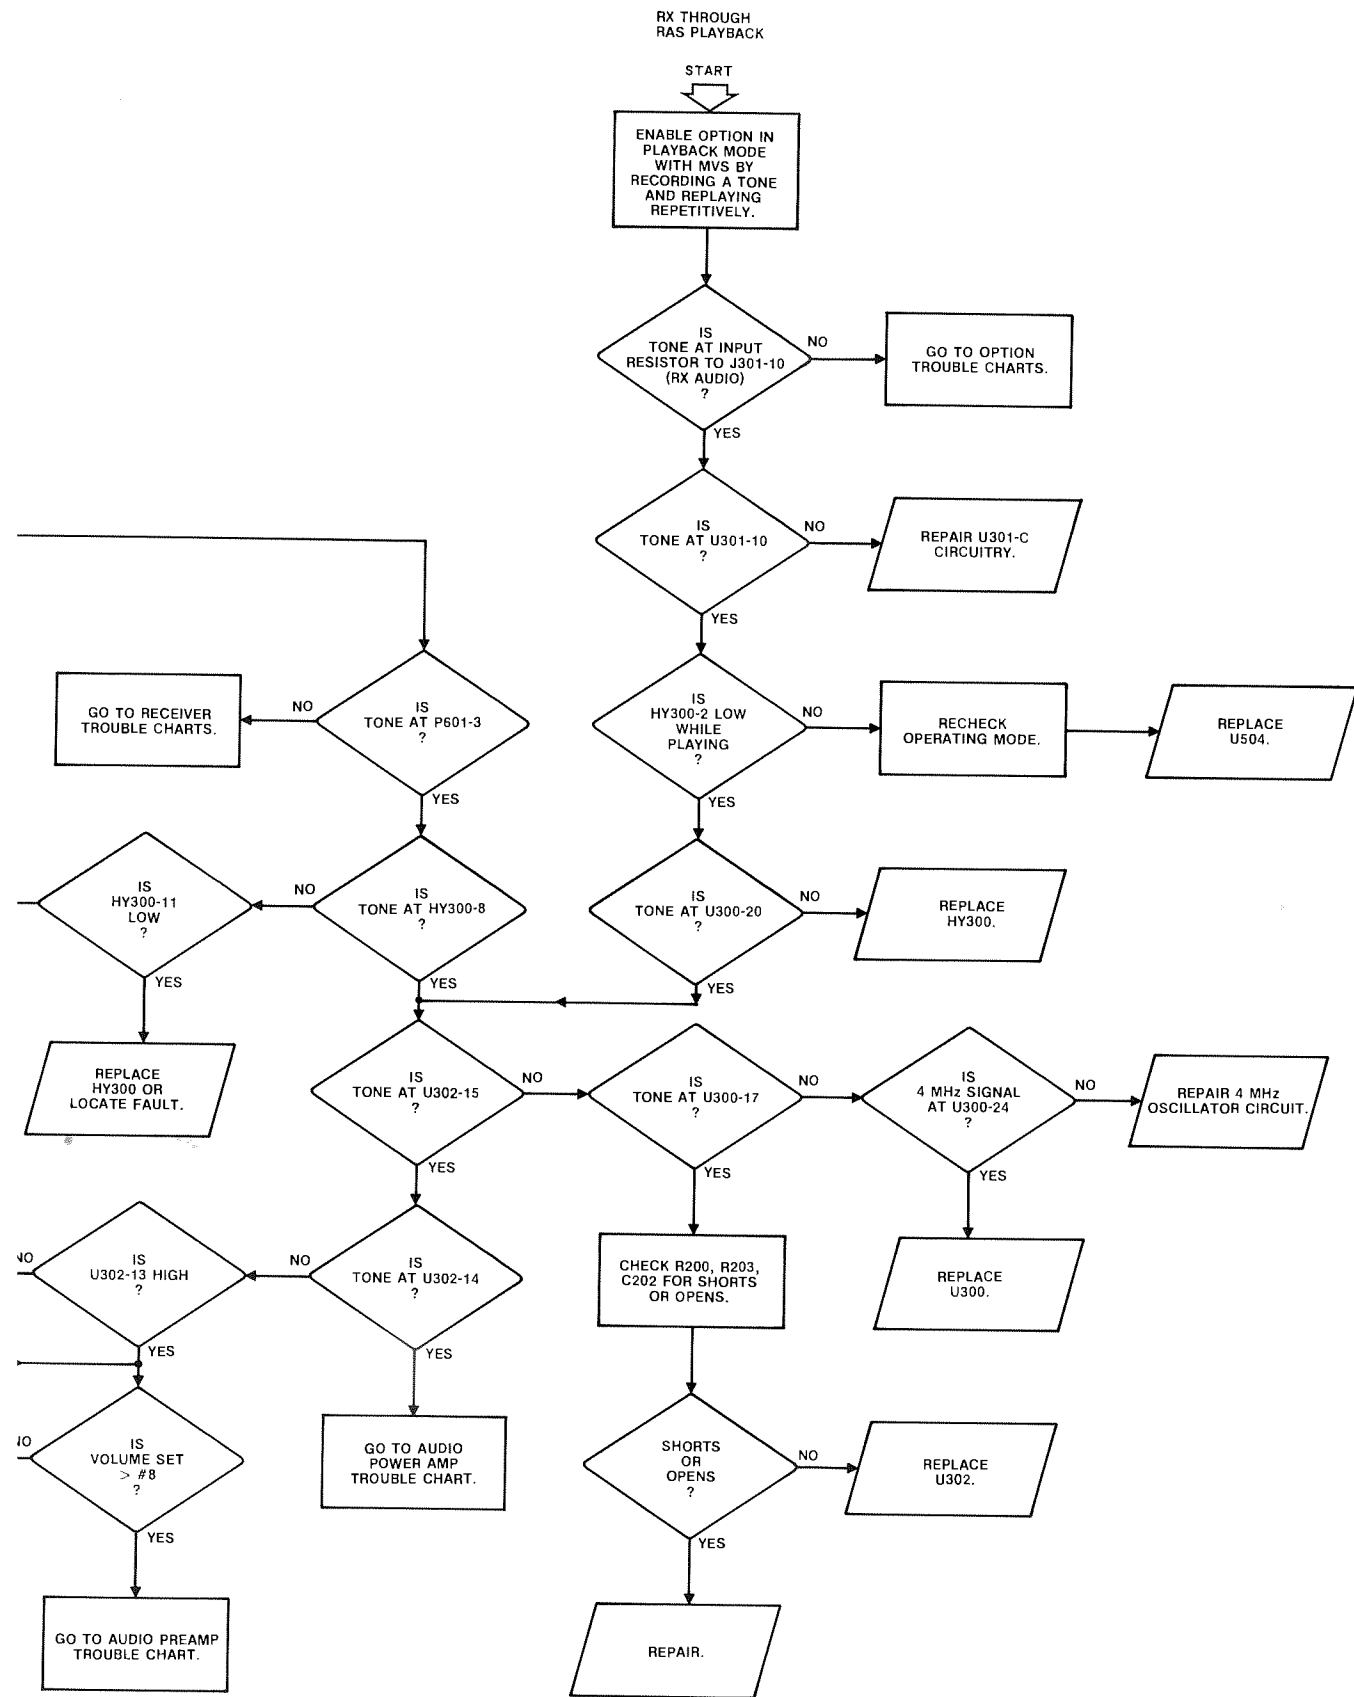 RX THROUGH
RAS PLAYBACK
START
ENABLE OPTION IN
PLAYBACK MODE
WITH MVS BY
RECORDING A TONE
AND REPLAYING
REPETITIVELY.
IS
TONE AT INPUT
RESISTOR TO J301-10
(RX AUDIO)
?
NO
GO TO OPTION
TROUBLE CHARTS.
YES
IS
TONE AT U301-10
?
NO
REPAIR U301-C
CIRCUITRY.
YES
IS
HY300-2 LOW
WHILE
PLAYING
?
NO
RECHECK
OPERATING MODE.
REPLACE
U504.
YES
GO TO RECEIVER
TROUBLE CHARTS.
NO
IS
TONE AT P601-3
?
YES
IS
HY300-11
LOW
?
NO
IS
TONE AT HY300-8
?
YES
IS
TONE AT U300-20
?
NO
REPLACE
HY300.
YES
YES
REPLACE
HY300 OR
LOCATE FAULT.
IS
TONE AT U302-15
?
NO
IS
TONE AT U300-17
?
NO
IS
4 MHz SIGNAL
AT U300-24
?
NO
REPAIR 4 MHz
OSCILLATOR CIRCUIT.
YES
YES
YES
NO
IS
U302-13 HIGH
?
NO
IS
TONE AT U302-14
?
CHECK R200, R203,
C202 FOR SHORTS
OR OPENS.
REPLACE
U300.
YES
YES
NO
IS
VOLUME SET
> #8
?
GO TO AUDIO
POWER AMP
TROUBLE CHART.
SHORTS
OR
OPENS
?
NO
REPLACE
U302.
YES
YES
GO TO AUDIO PREAMP
TROUBLE CHART.
REPAIR.